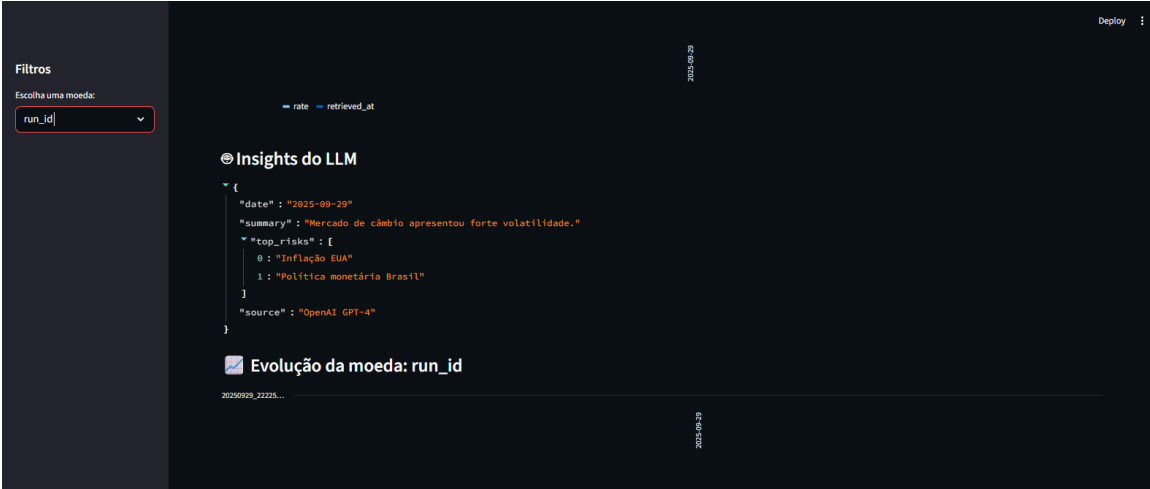 Deploy
2025-09-29
Filtros
Escolha uma moeda:
run_id
rate retrieved_at
Insights do LLM
{
"date" : "2025-09-29"
"summary" : "Mercado de câmbio apresentou forte volatilidade."
"top_risks" : [
0 : "Inflação EUA"
1 : "Política monetária Brasil"
]
"source" : "OpenAI GPT-4"
}
Evolução da moeda: run_id
20250929_22225...
2025-09-29